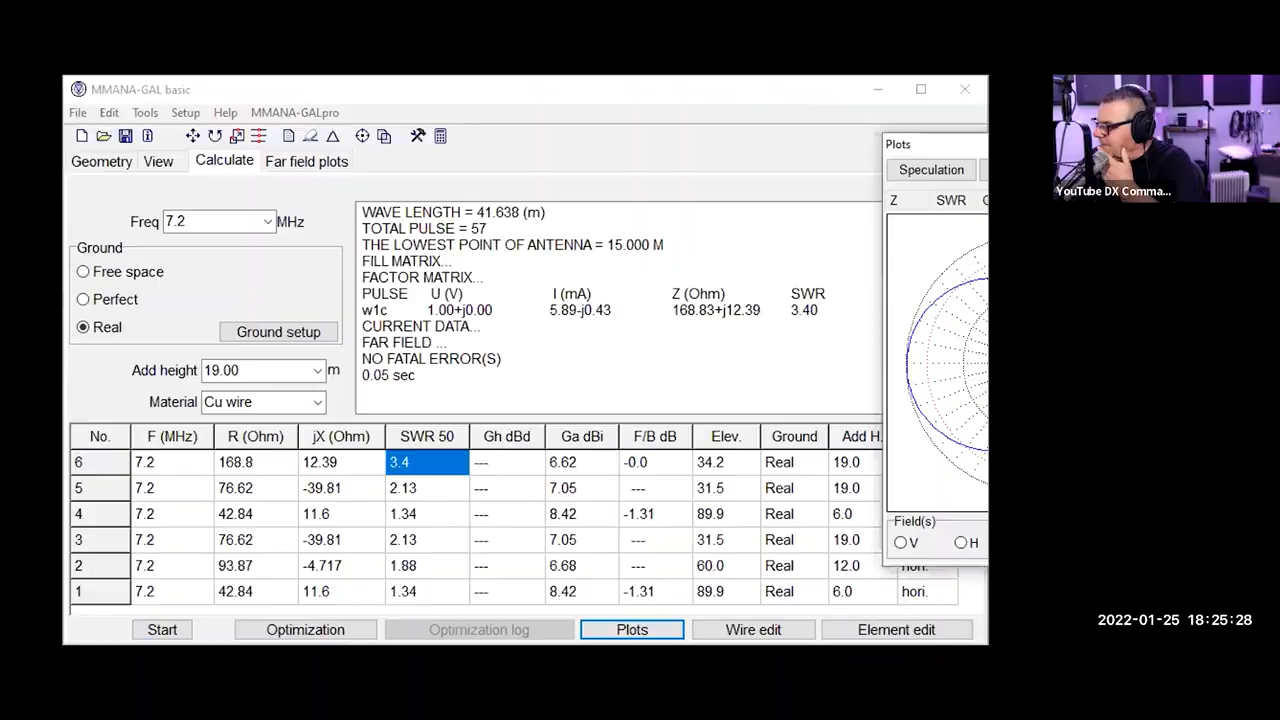 MMANA-GAL basic
File Edit Tools Setup Help MMANA-GALpro
Geometry View Calculate Far field plots
Freq 7.2 MHz
Ground
Free space
Perfect
Real
Ground setup
Add height 19.00 m
Material Cu wire
WAVE LENGTH = 41.638 (m)
TOTAL PULSE = 57
THE LOWEST POINT OF ANTENNA = 15.000 M
FILL MATRIX...
FACTOR MATRIX...
PULSE U (V) I (mA) Z (Ohm) SWR
w1c 1.00+j0.00 5.89-j0.43 168.83+j12.39 3.40
CURRENT DATA...
FAR FIELD ...
NO FATAL ERROR(S)
0.05 sec
No. F (MHz) R (Ohm) jX (Ohm) SWR 50 Gh dBd Ga dBi F/B dB Elev. Ground Add H.
6 7.2 168.8 12.39 3.4 --- 6.62 -0.0 34.2 Real 19.0
5 7.2 76.62 -39.81 2.13 --- 7.05 --- 31.5 Real 19.0
4 7.2 42.84 11.6 1.34 --- 8.42 -1.31 89.9 Real 6.0
3 7.2 76.62 -39.81 2.13 --- 7.05 --- 31.5 Real 19.0
2 7.2 93.87 -4.717 1.88 --- 6.68 --- 60.0 Real 12.0 hori.
1 7.2 42.84 11.6 1.34 --- 8.42 -1.31 89.9 Real 6.0 hori.
Start Optimization Optimization log Plots Wire edit Element edit
Plots
Speculation
Z SWR
Field(s)
V H
YouTube DX Comma...
2022-01-25 18:25:28